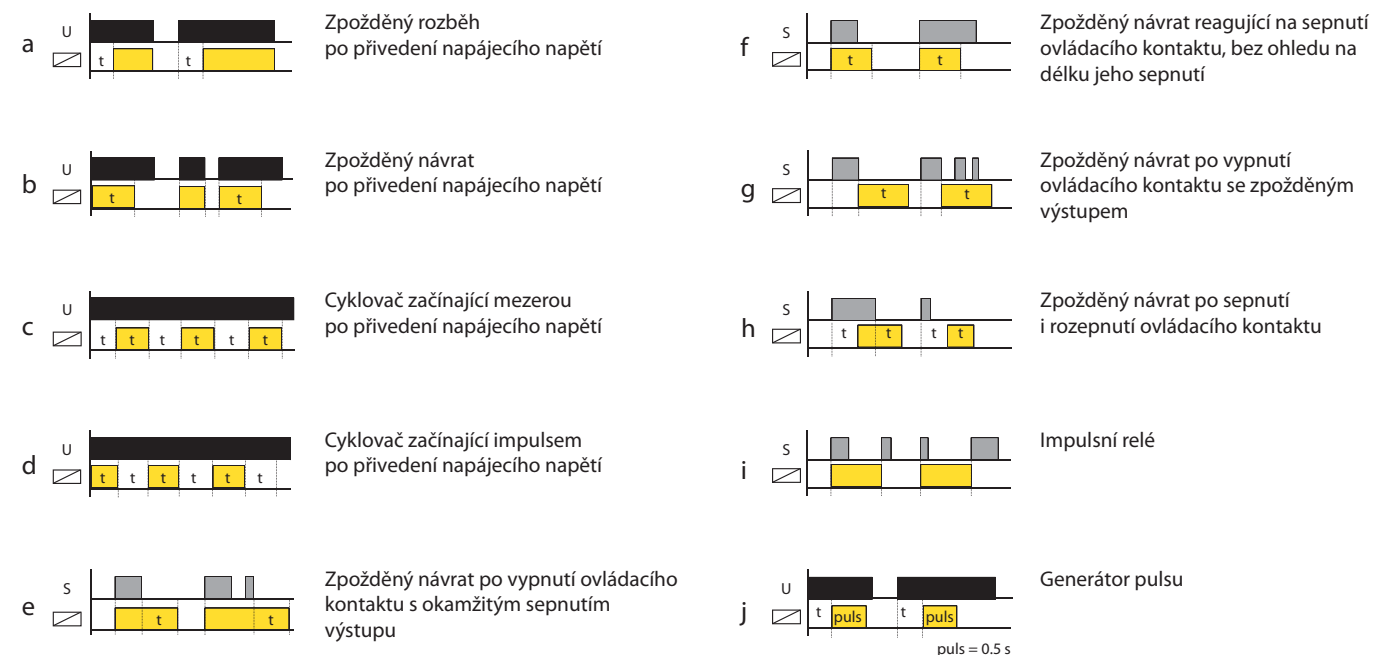 a
U
t
t
Zpožděný rozběh
po přivedení napájecího napětí
b
U
t
t
Zpožděný návrat
po přivedení napájecího napětí
c
U
t t t t t t
Cyklovač začínající mezerou
po přivedení napájecího napětí
d
U
t t t t t t
Cyklovač začínající impulsem
po přivedení napájecího napětí
e
S
t
t
Zpožděný návrat po vypnutí ovládacího
kontaktu s okamžitým sepnutím
výstupu
f
S
t
t
Zpožděný návrat reagující na sepnutí
ovládacího kontaktu, bez ohledu na
délku jeho sepnutí
g
S
t
t
Zpožděný návrat po vypnutí
ovládacího kontaktu se zpožděným
výstupem
h
S
t t t t
Zpožděný návrat po sepnutí
i rozepnutí ovládacího kontaktu
i
S
Impulsní relé
j
U
t puls t puls
puls = 0.5 s
Generátor pulsu